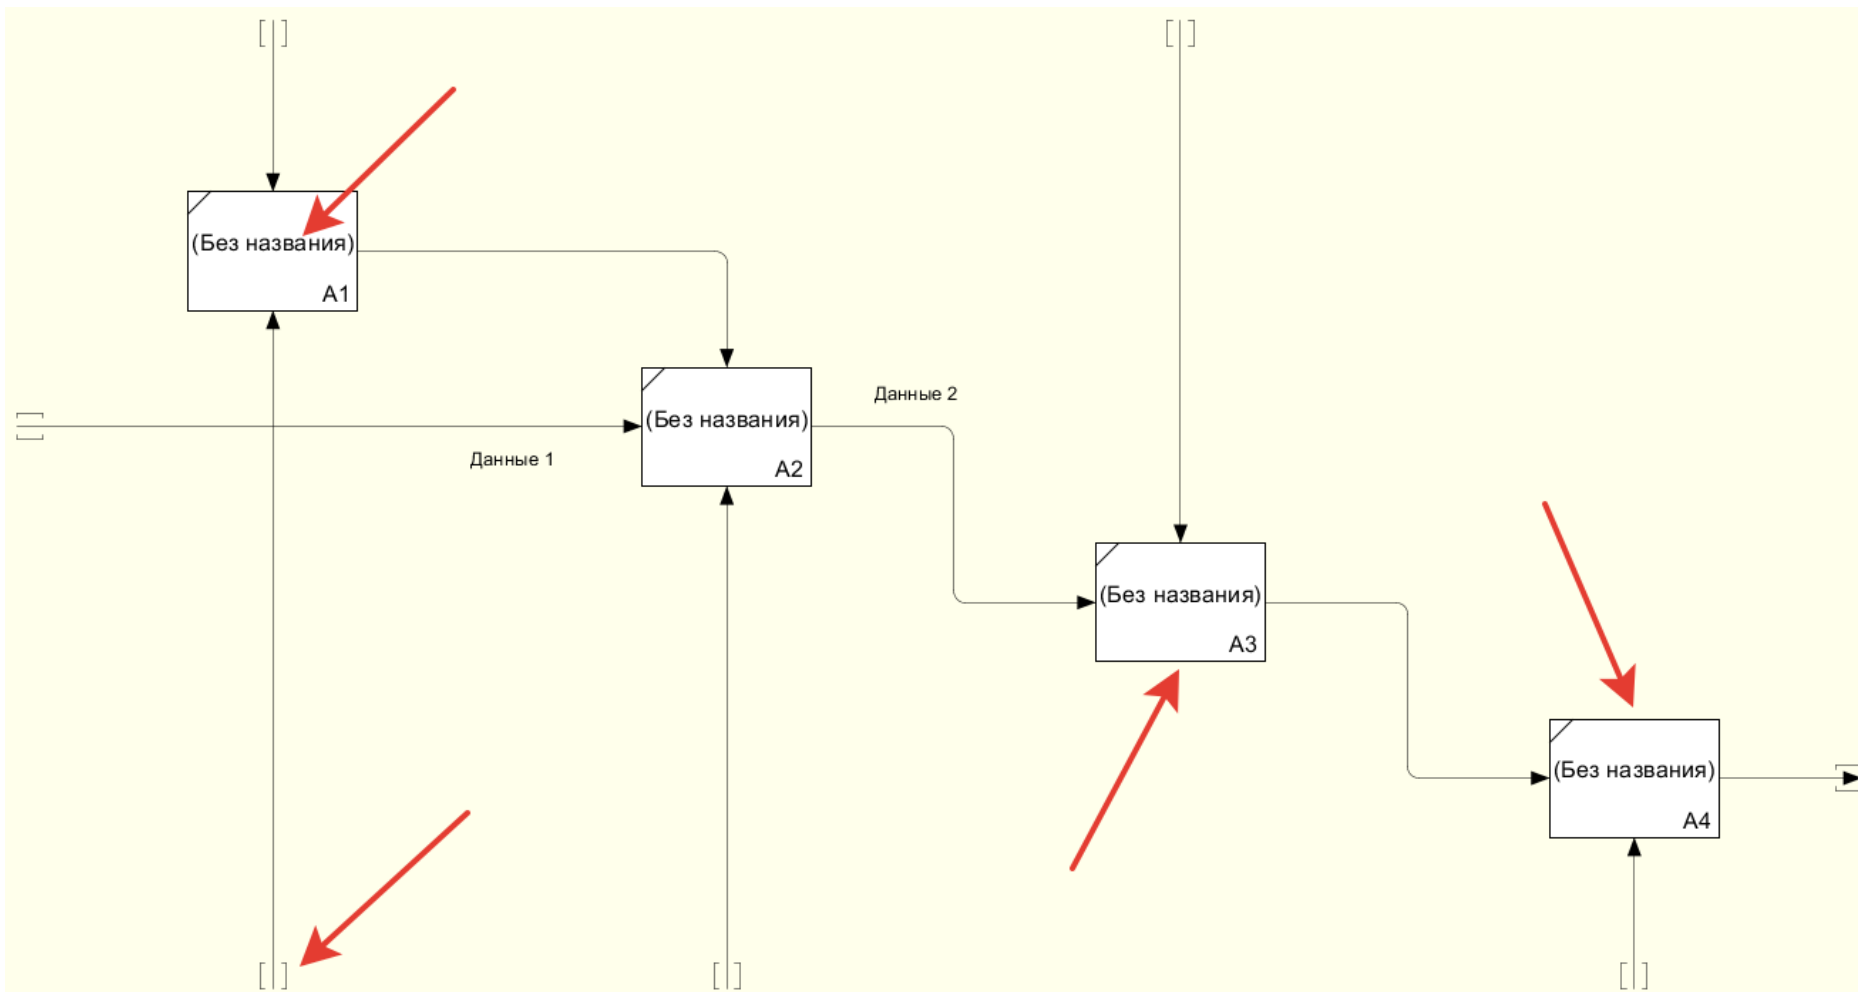 (Без названия)
A1
(Без названия)
A2
Данные 1
Данные 2
(Без названия)
A3
(Без названия)
A4